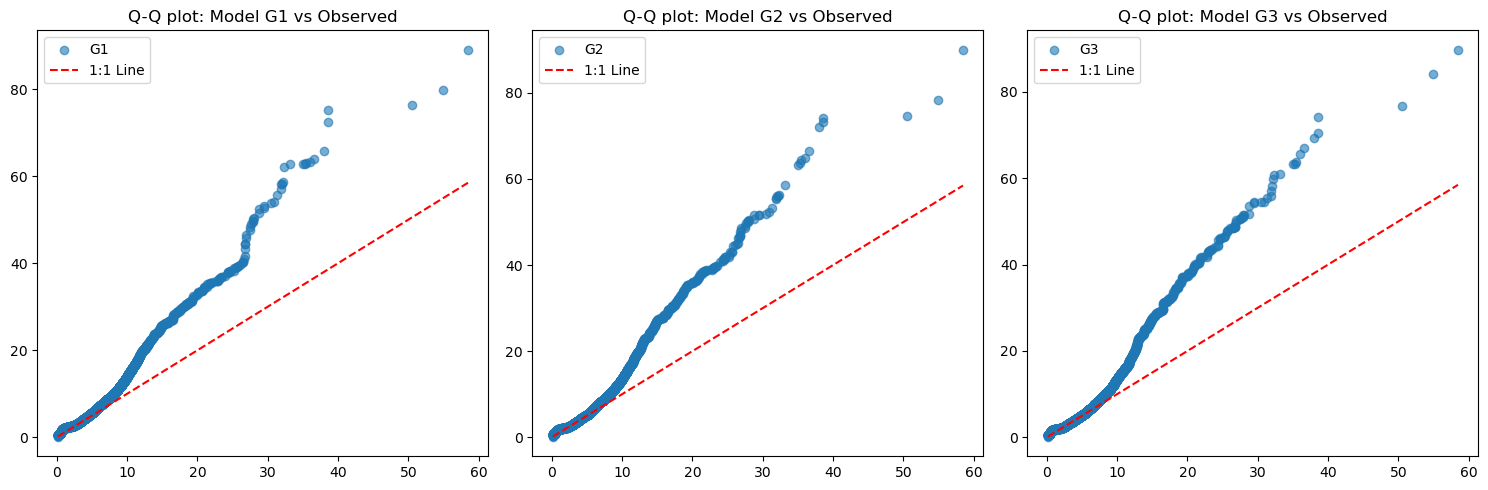 Q-Q plot: Model G1 vs Observed
G1
1:1 Line
80
60
40
20
0
0 10 20 30 40 50 60
Q-Q plot: Model G2 vs Observed
G2
1:1 Line
80
60
40
20
0
0 10 20 30 40 50 60
Q-Q plot: Model G3 vs Observed
G3
1:1 Line
80
60
40
20
0
0 10 20 30 40 50 60